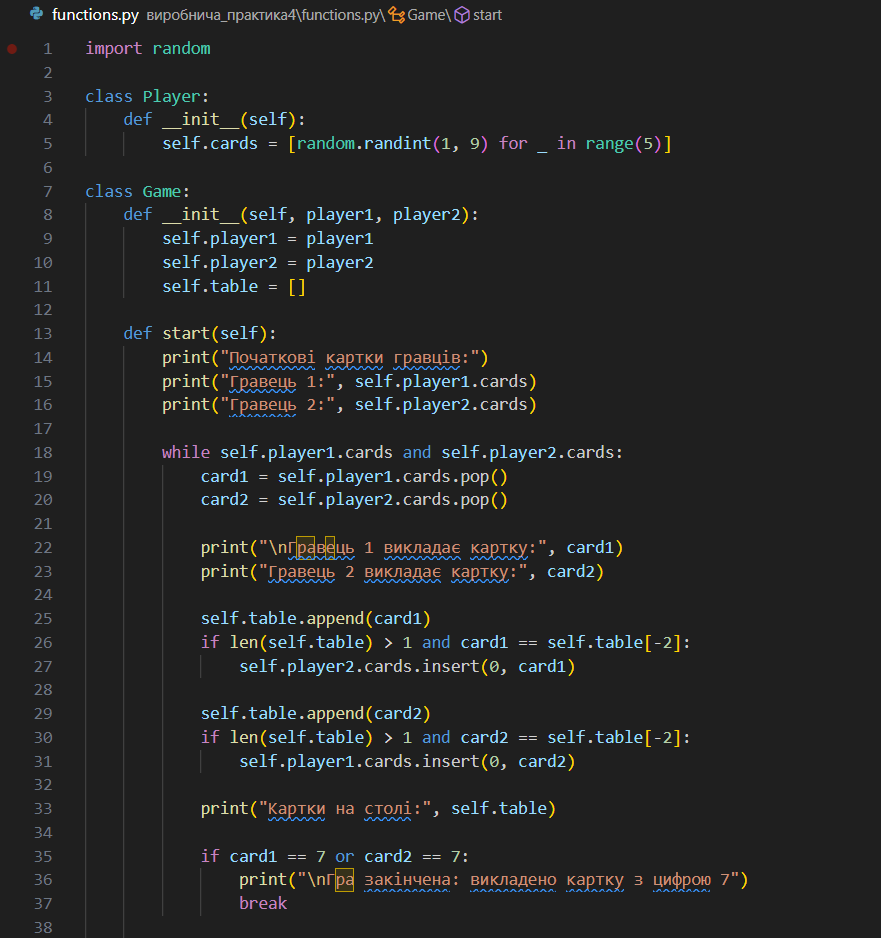 functions.py виробнича_практика4\functions.py\Game\start
1 import random
2
3 class Player:
4 def __init__(self):
5 self.cards = [random.randint(1, 9) for _ in range(5)]
6
7 class Game:
8 def __init__(self, player1, player2):
9 self.player1 = player1
10 self.player2 = player2
11 self.table = []
12
13 def start(self):
14 print("Початкові картки гравців:")
15 print("Гравець 1:", self.player1.cards)
16 print("Гравець 2:", self.player2.cards)
17
18 while self.player1.cards and self.player2.cards:
19 card1 = self.player1.cards.pop()
20 card2 = self.player2.cards.pop()
21
22 print("\nГравець 1 викладає картку:", card1)
23 print("Гравець 2 викладає картку:", card2)
24
25 self.table.append(card1)
26 if len(self.table) > 1 and card1 == self.table[-2]:
27 self.player2.cards.insert(0, card1)
28
29 self.table.append(card2)
30 if len(self.table) > 1 and card2 == self.table[-2]:
31 self.player1.cards.insert(0, card2)
32
33 print("Картки на столі:", self.table)
34
35 if card1 == 7 or card2 == 7:
36 print("\nГра закінчена: викладено картку з цифрою 7")
37 break
38